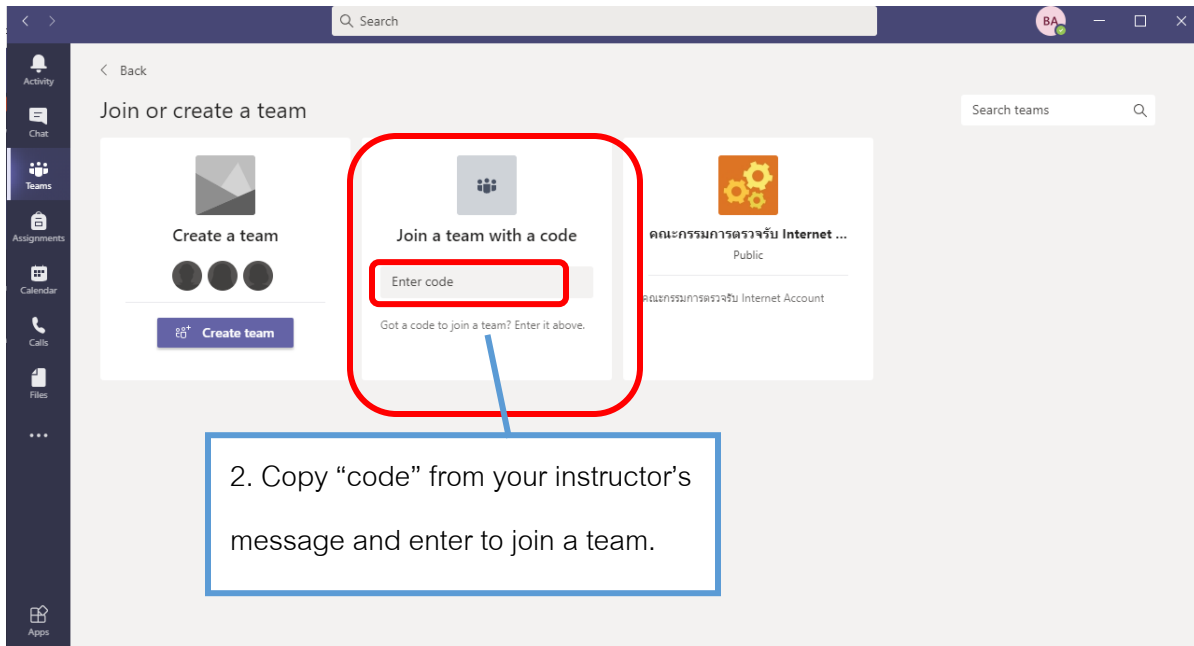 Search
BA
Activity
Chat
Teams
Assignments
Calendar
Calls
Files
Apps
Back
Join or create a team
Search teams
Create a team
Create team
Join a team with a code
Enter code
Got a code to join a team? Enter it above.
คณะกรรมการตรวจรับ Internet ...
Public
คณะกรรมการตรวจรับ Internet Account
2. Copy “code” from your instructor’s
message and enter to join a team.